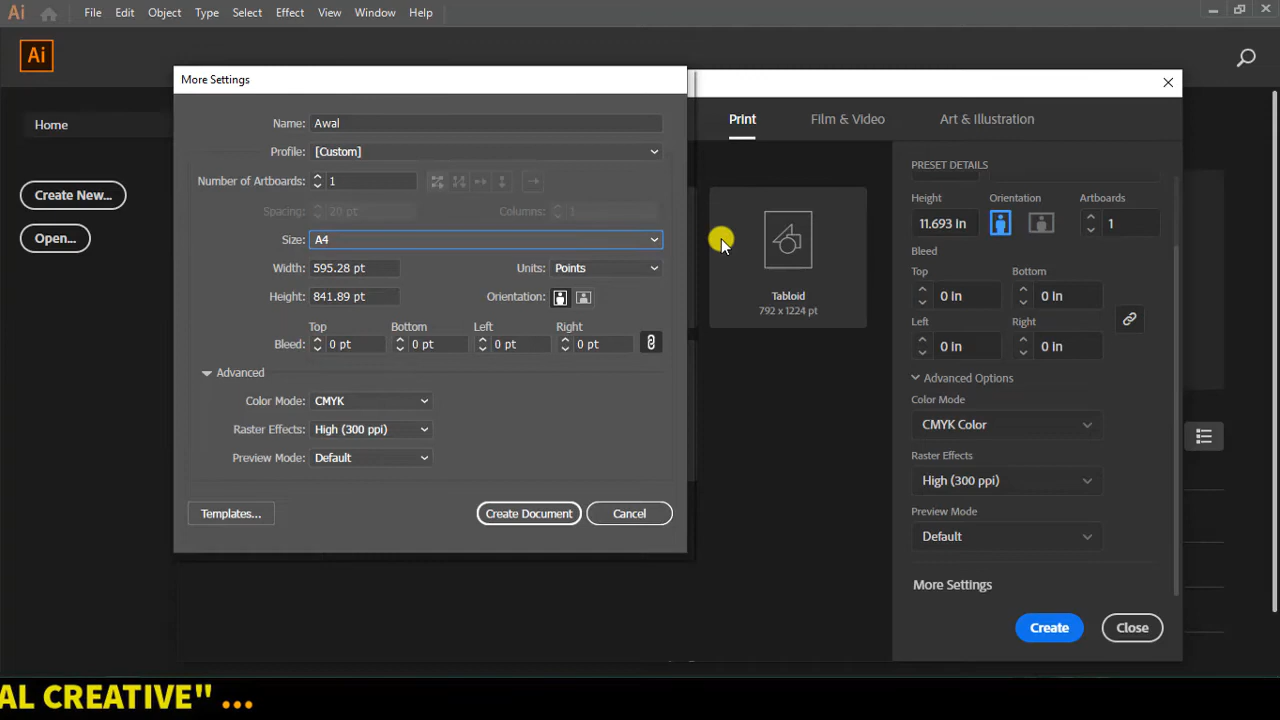 Ai File Edit Object Type Select Effect View Window Help
Ai
Home
Create New...
Open...
More Settings
Name: Awal
Profile: [Custom]
Number of Artboards: 1
Spacing: 20 pt Columns: 1
Size: A4
Width: 595.28 pt Units: Points
Height: 841.89 pt Orientation:
Top Bottom Left Right
Bleed: 0 pt 0 pt 0 pt 0 pt
Advanced
Color Mode: CMYK
Raster Effects: High (300 ppi)
Preview Mode: Default
Templates... Create Document Cancel
Print Film & Video Art & Illustration
Tabloid
792 x 1224 pt
PRESET DETAILS
Height Orientation Artboards
11.693 in 1
Bleed
Top Bottom
0 in 0 in
Left Right
0 in 0 in
Advanced Options
Color Mode
CMYK Color
Raster Effects
High (300 ppi)
Preview Mode
Default
More Settings
Create Close
AL CREATIVE" ...